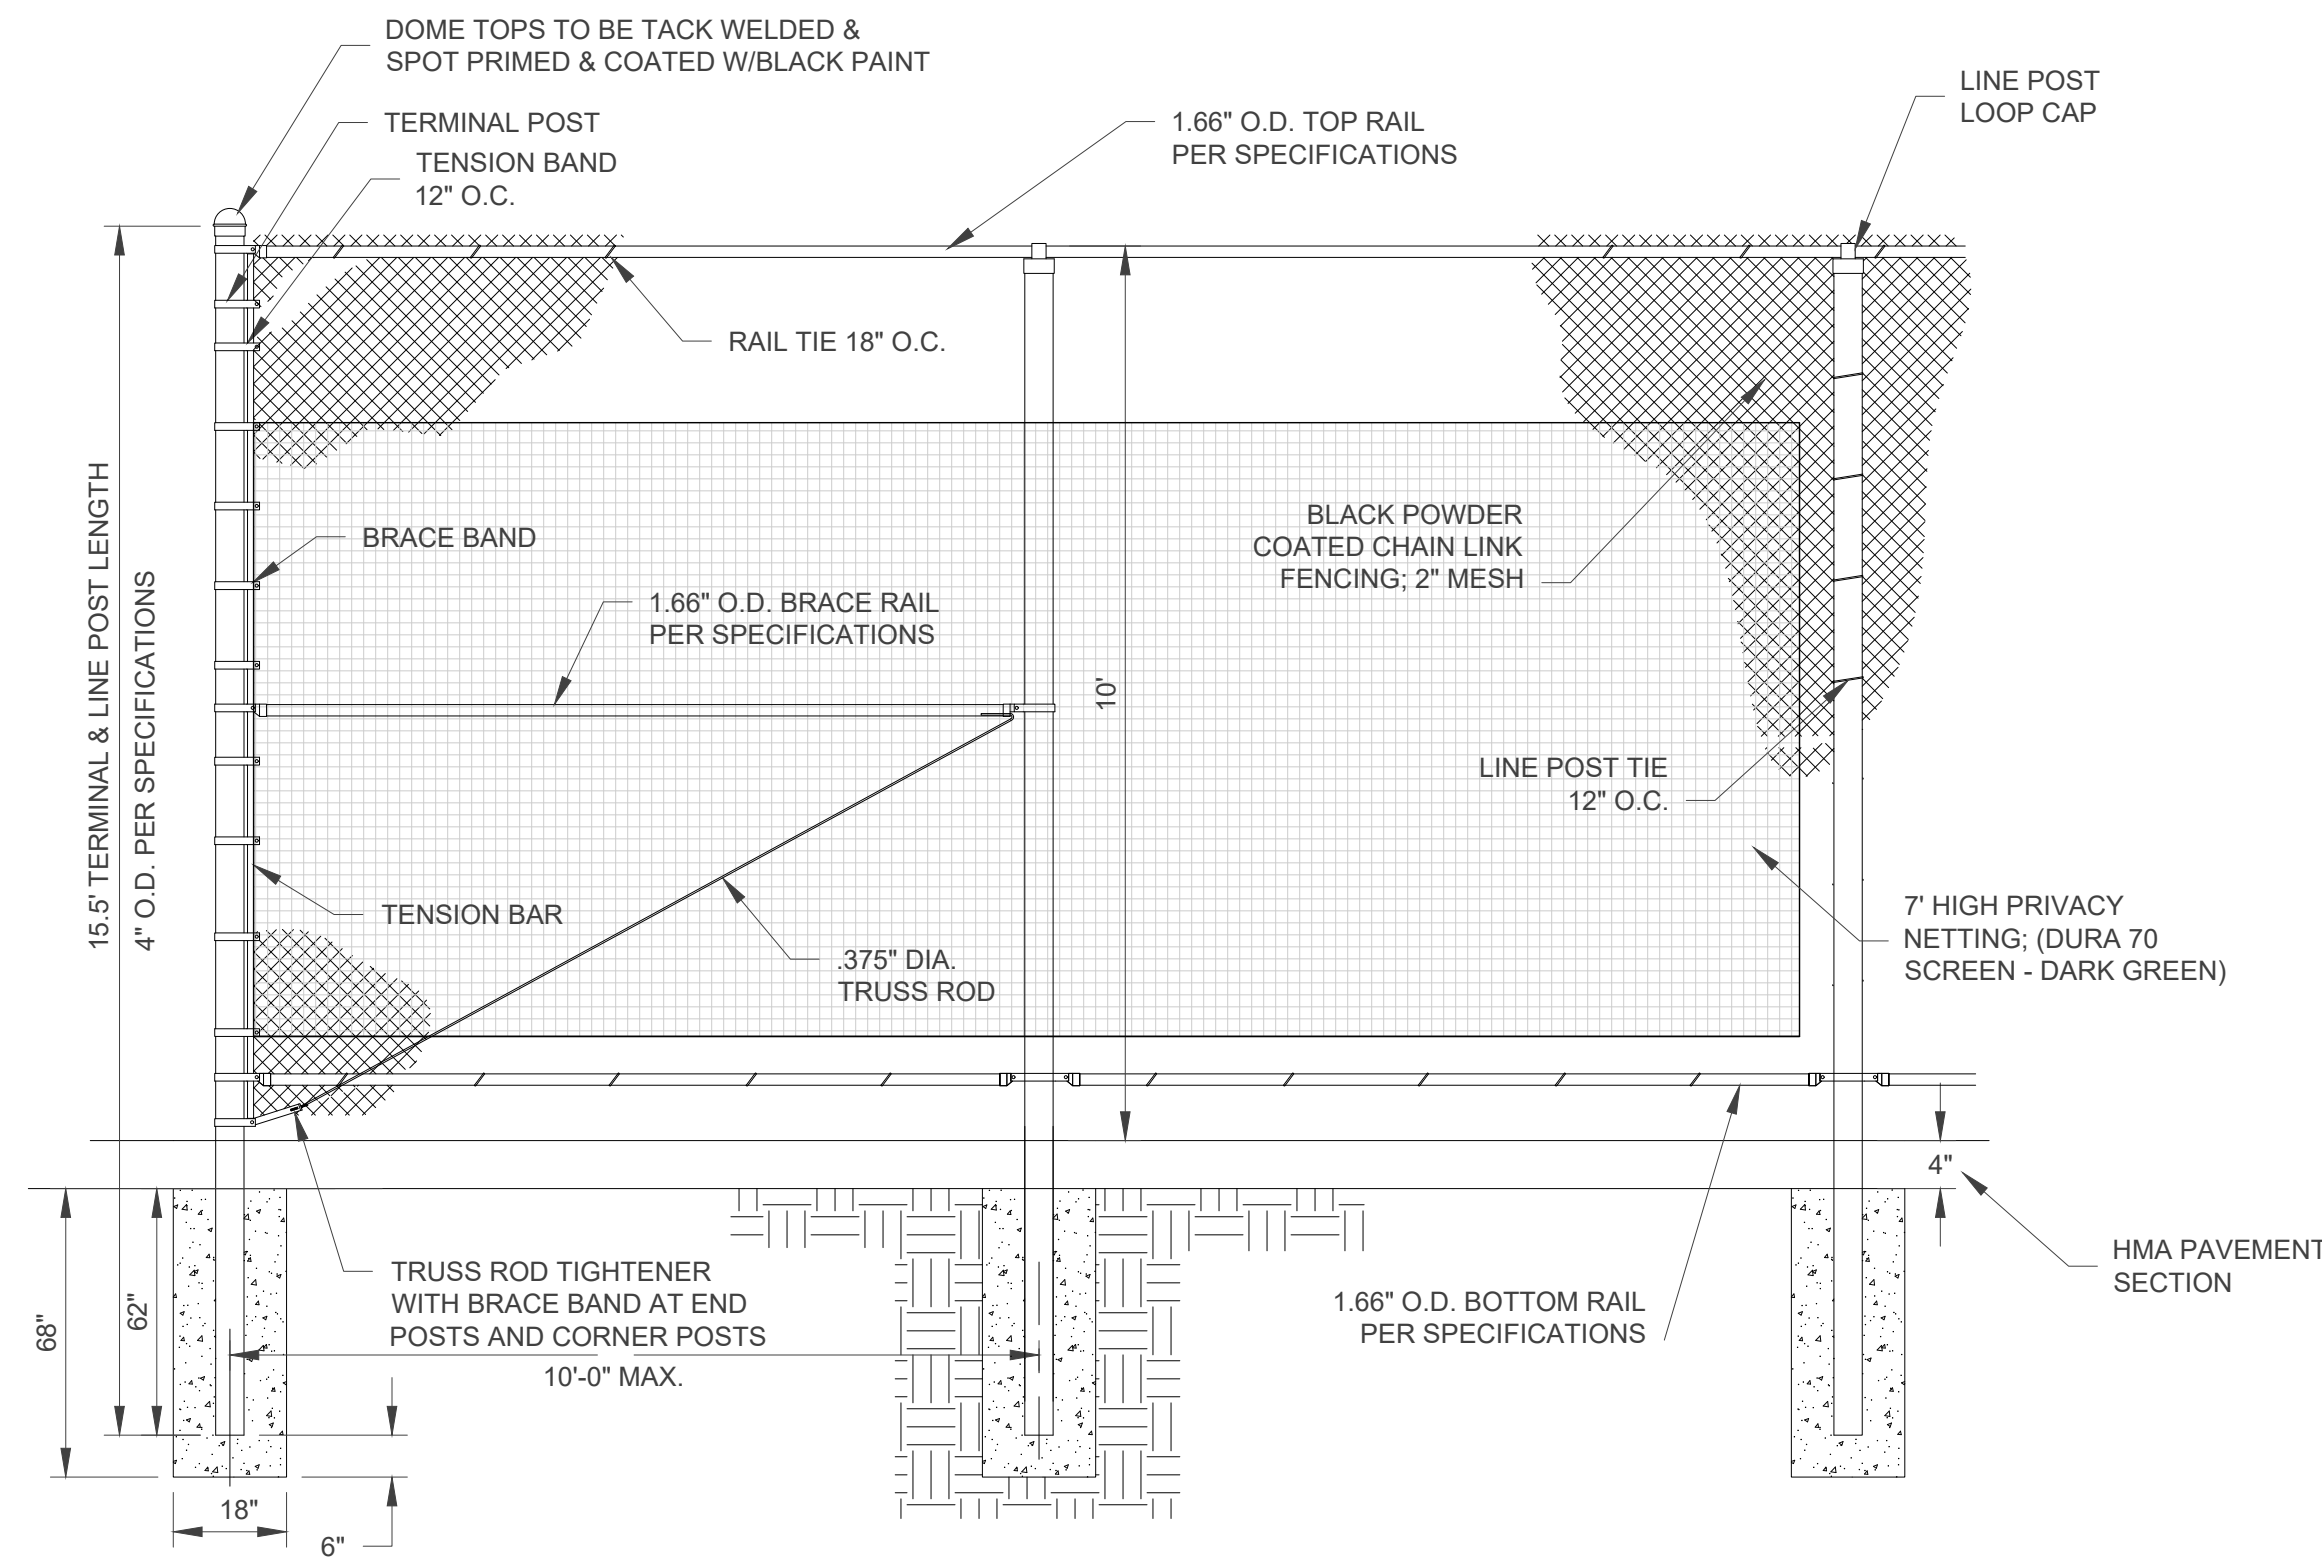 DOME TOPS TO BE TACK WELDED &
SPOT PRIMED & COATED W/BLACK PAINT
TERMINAL POST
TENSION BAND
12" O.C.
1.66" O.D. TOP RAIL
PER SPECIFICATIONS
LINE POST
LOOP CAP
RAIL TIE 18" O.C.
BRACE BAND
1.66" O.D. BRACE RAIL
PER SPECIFICATIONS
BLACK POWDER
COATED CHAIN LINK
FENCING; 2" MESH
15.5' TERMINAL & LINE POST LENGTH
4" O.D. PER SPECIFICATIONS
10'
LINE POST TIE
12" O.C.
TENSION BAR
.375" DIA.
TRUSS ROD
7' HIGH PRIVACY
NETTING; (DURA 70
SCREEN - DARK GREEN)
4"
HMA PAVEMENT
SECTION
TRUSS ROD TIGHTENER
WITH BRACE BAND AT END
POSTS AND CORNER POSTS
1.66" O.D. BOTTOM RAIL
PER SPECIFICATIONS
68"
62"
10'-0" MAX.
18"
6"